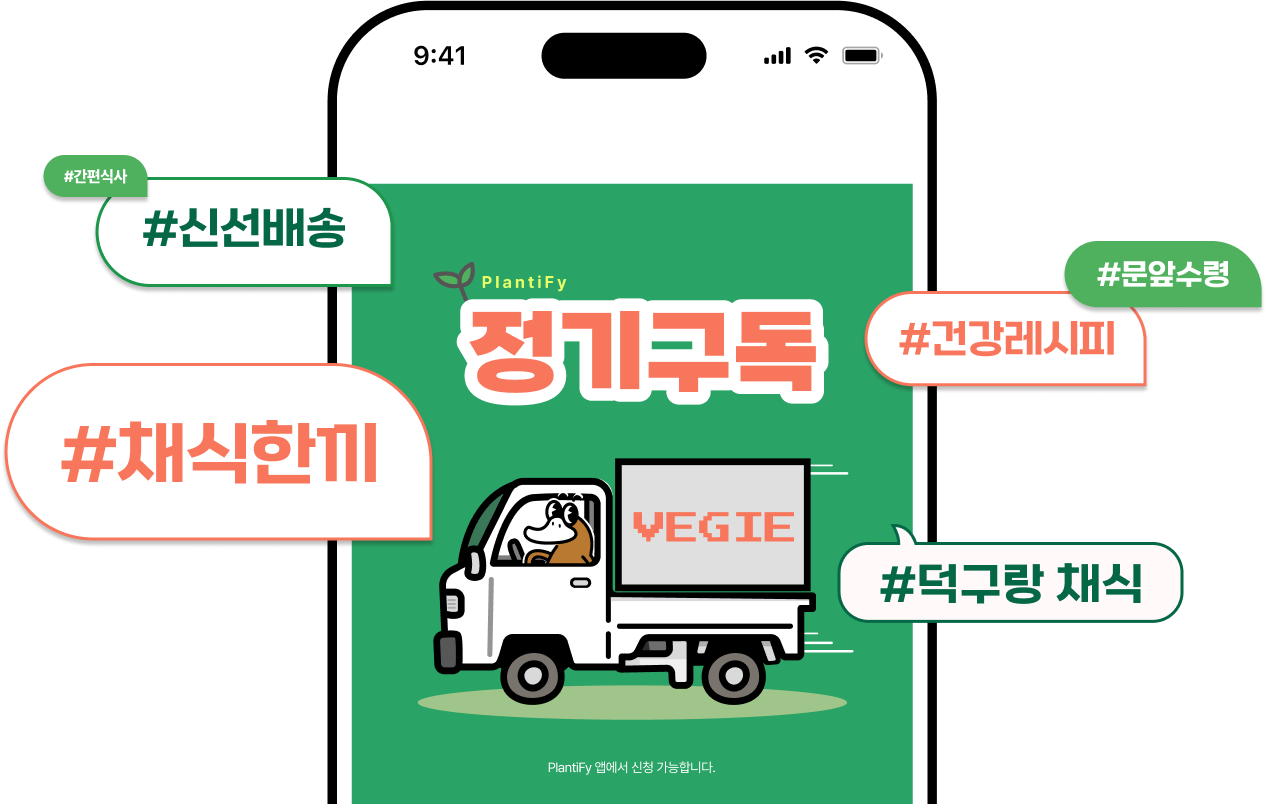 9:41
#간편식사
#신선배송
PlantiFy
정기구독
#문앞수령
#건강레시피
#채식한끼
VEGIE
#덕구랑 채식
PlantiFy 앱에서 신청 가능합니다.